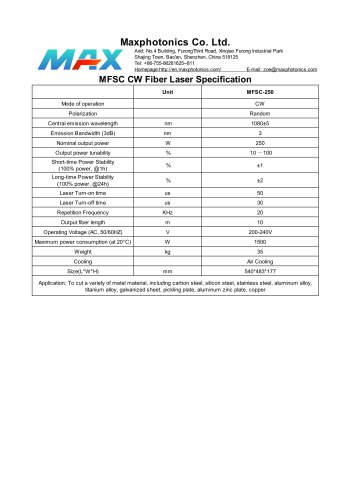 MAX
Maxphotonics Co. Ltd.
Add: No.4 Building, FurongThird Road, Xinqiao Furong Industrial Park
Shajing Town, Bao'an, Shenzhen, China 518125
Tel: +86-755-66261625-811
Homepage:http://en.maxphotonics.com/ E-mail: zoe@maxphotonics.com
MFSC CW Fiber Laser Specification
Unit MFSC-250
Mode of operation CW
Polarization Random
Central emission wavelength nm 1080±5
Emission Bandwidth (3dB) nm 3
Nominal output power W 250
Output power tunability % 10 ~ 100
Short-time Power Stability
(100% power, @1h) % ±1
Long-time Power Stability
(100% power, @24h) % ±2
Laser Turn-on time us 50
Laser Turn-off time us 30
Repetition Frequency KHz 20
Output fiber length m 10
Operating Voltage (AC, 50/60HZ) V 200-240V
Maximum power consumption (at 20°C) W 1500
Weight kg 35
Cooling Air Cooling
Size(L*W*H) mm 540*483*177
Application: To cut a variety of metal material, including carbon steel, silicon steel, stainless steel, aluminum alloy,
titanium alloy, galvanized sheet, pickling plate, aluminum zinc plate, copper